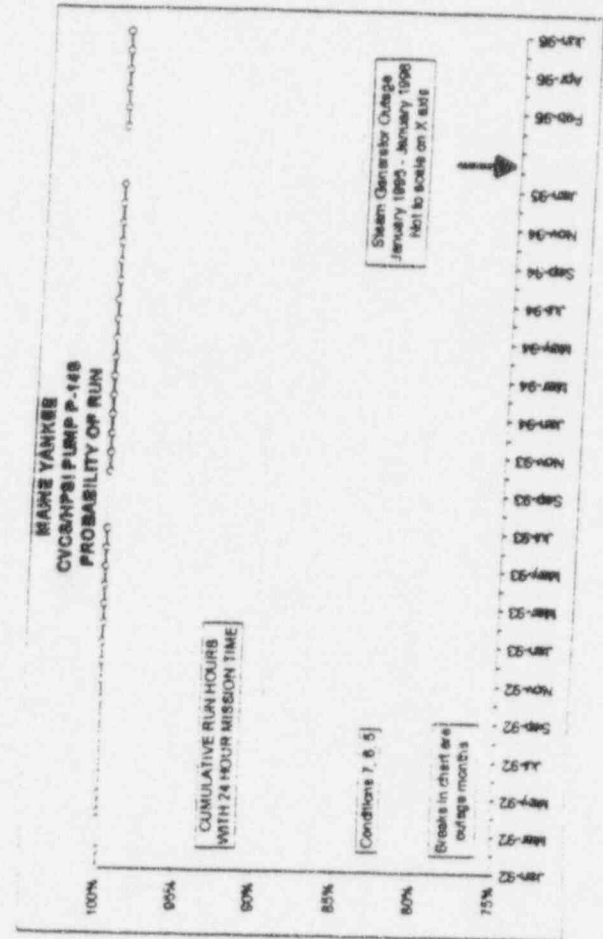 MAINE YANKEE
CVC&HPSI PUMP P-14S
PROBABILITY OF RUN
100%
95%
90%
85%
80%
75%
CUMULATIVE RUN HOURS
WITH 24 HOUR MISSION TIME
Conditions 7, 6, 5
Breaks in chart are
outage months
Steam Generator Outage
January 1995 - January 1996
Not to scale on X axis
Jan-92
Mar-92
May-92
Jul-92
Sep-92
Nov-92
Jan-93
Mar-93
May-93
Jul-93
Sep-93
Nov-93
Jan-94
Mar-94
May-94
Jul-94
Sep-94
Nov-94
Jan-95
Feb-96
Apr-96
Jun-96